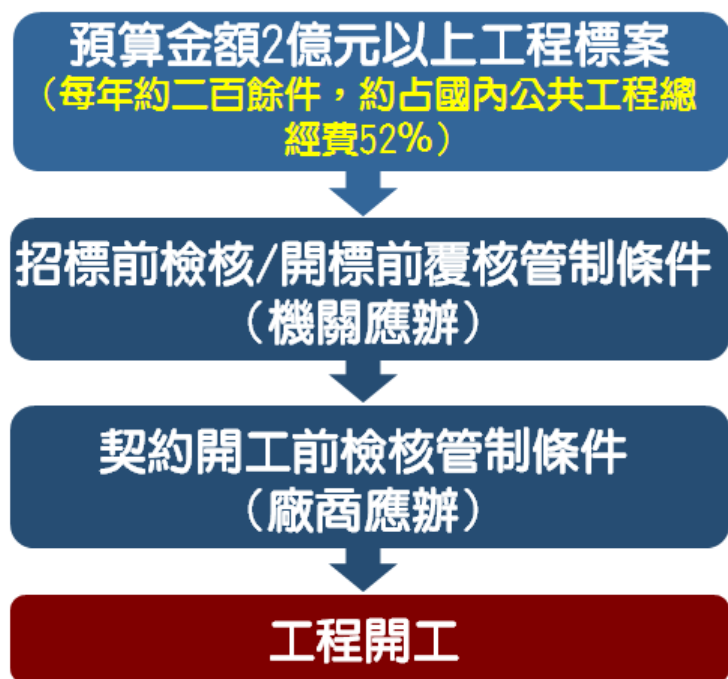 預算金額2億元以上工程標案
（每年約二百餘件，約占國內公共工程總
經費52%）
招標前檢核/開標前覆核管制條件
（機關應辦）
契約開工前檢核管制條件
（廠商應辦）
工程開工